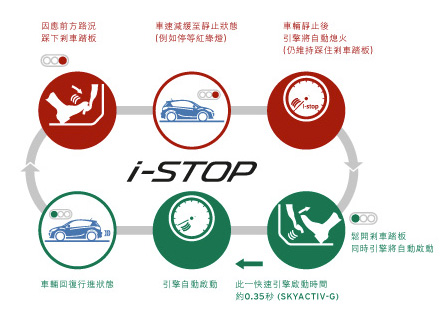 因應前方路況
踩下剎車踏板
車速減緩至靜止狀態
(例如停等紅綠燈)
車輛靜止後
引擎將自動熄火
(仍維持踩住剎車踏板)
i-stop
i-STOP
鬆開剎車踏板
同時引擎將自動啟動
車輛回復行進狀態
引擎自動啟動
此一快速引擎啟動時間
約0.35秒 (SKYACTIV-G)